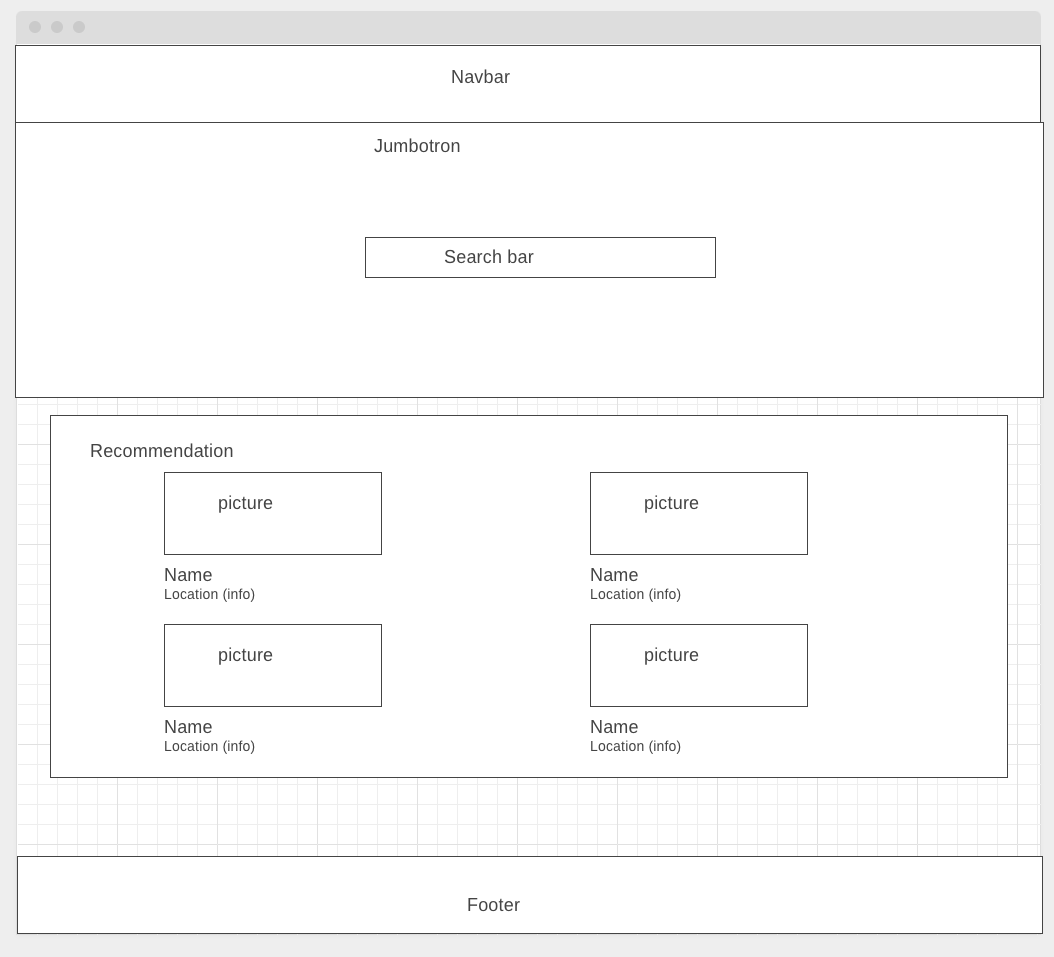 Navbar
Jumbotron
Search bar
Recommendation
picture
picture
Name
Name
Location (info)
Location (info)
picture
picture
Name
Name
Location (info)
Location (info)
Footer